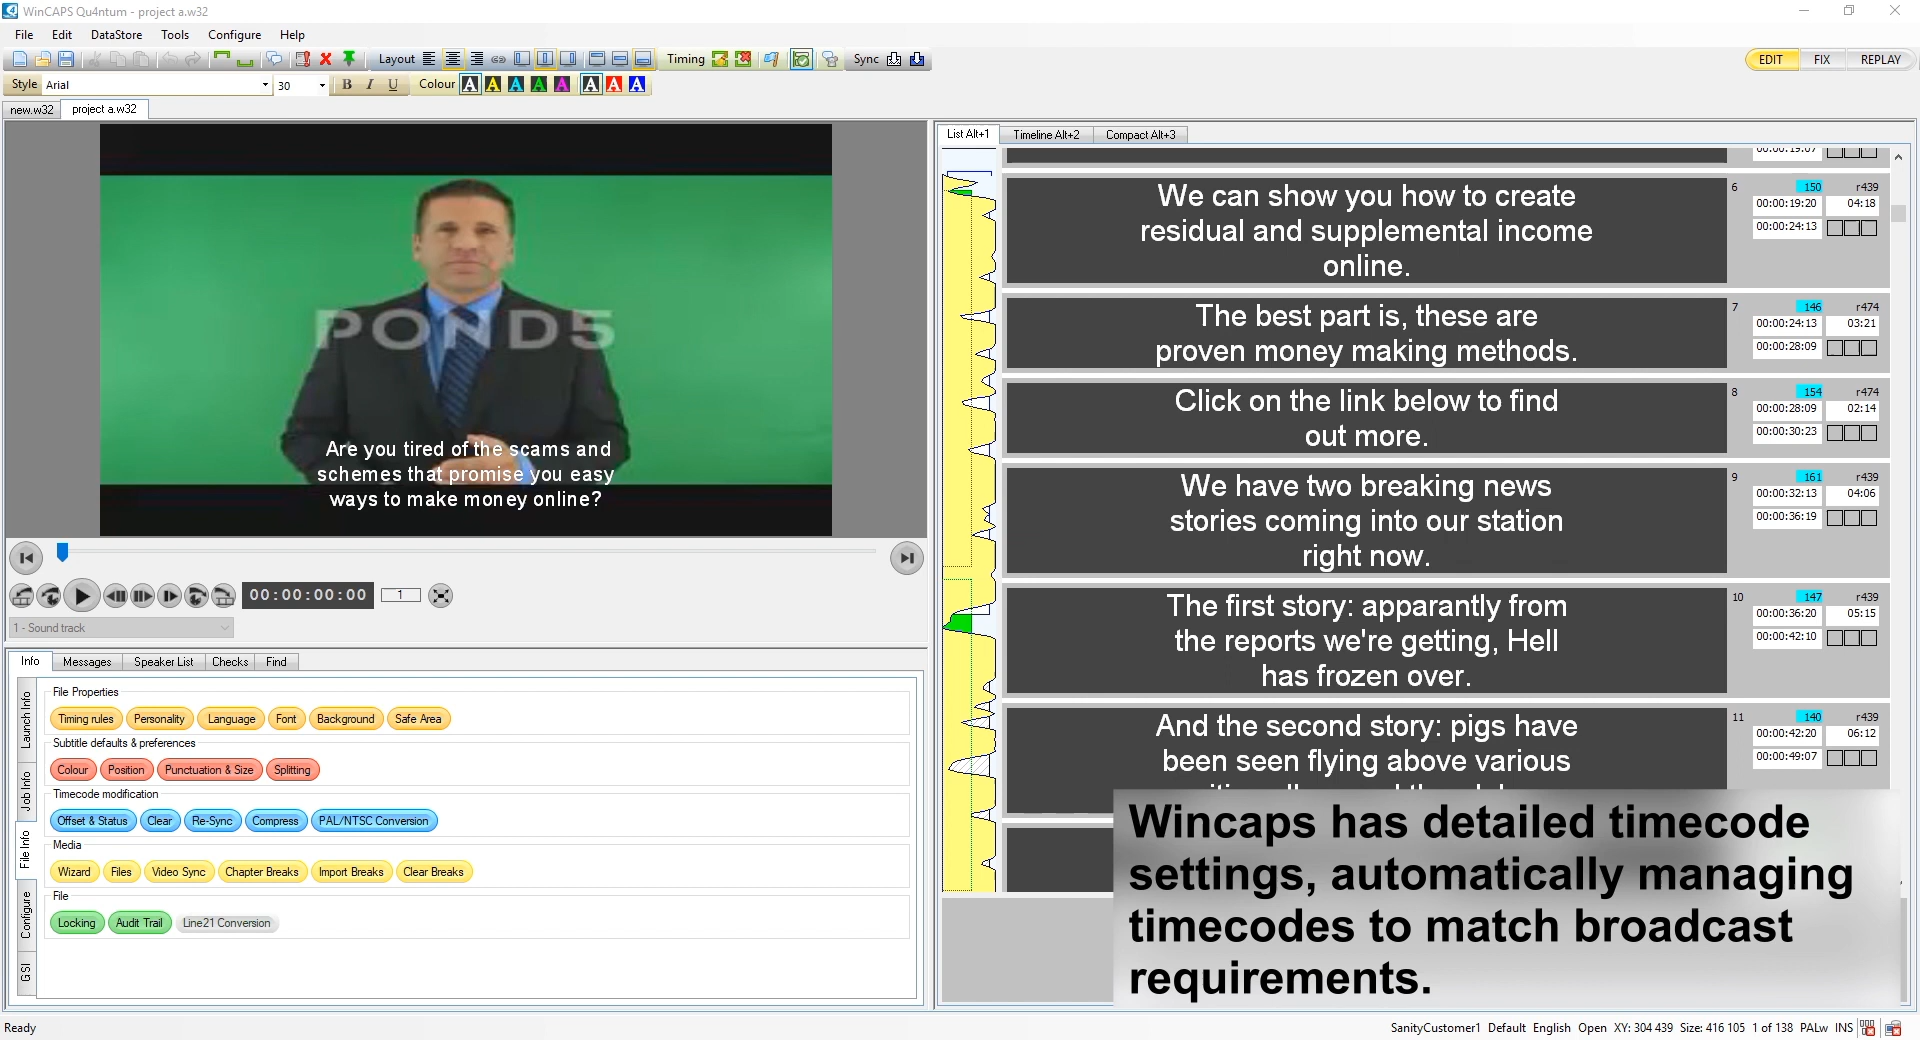 WinCAPS Qu4ntum - project a.w32
File Edit DataStore Tools Configure Help
Layout Timing Sync
EDIT FIX REPLAY
Style Arial 30 B I U Colour A A A A A A A A
new.w32 project a.w32
POND5
Are you tired of the scams and
schemes that promise you easy
ways to make money online?
00:00:00:00 1
1 - Sound track
Info Messages Speaker List Checks Find
Launch Info
Job Info
File Info
Configure
GSI
File Properties
Timing rules Personality Language Font Background Safe Area
Subtitle defaults & preferences
Colour Position Punctuation & Size Splitting
Timecode modification
Offset & Status Clear Re-Sync Compress PAL/NTSC Conversion
Media
Wizard Files Video Sync Chapter Breaks Import Breaks Clear Breaks
File
Locking Audit Trail Line21 Conversion
List Alt+1 Timeline Alt+2 Compact Alt+3
00:00:19:07
We can show you how to create
residual and supplemental income
online.
6 150 r439
00:00:19:20 04:18
00:00:24:13
The best part is, these are
proven money making methods.
7 146 r474
00:00:24:13 03:21
00:00:28:09
Click on the link below to find
out more.
8 154 r474
00:00:28:09 02:14
00:00:30:23
We have two breaking news
stories coming into our station
right now.
9 161 r439
00:00:32:13 04:06
00:00:36:19
The first story: apparantly from
the reports we're getting, Hell
has frozen over.
10 147 r439
00:00:36:20 05:15
00:00:42:10
And the second story: pigs have
been seen flying above various
11 140 r439
00:00:42:20 06:12
00:00:49:07
Wincaps has detailed timecode
settings, automatically managing
timecodes to match broadcast
requirements.
Ready
SanityCustomer1 Default English Open XY: 304 439 Size: 416 105 1 of 138 PALw INS